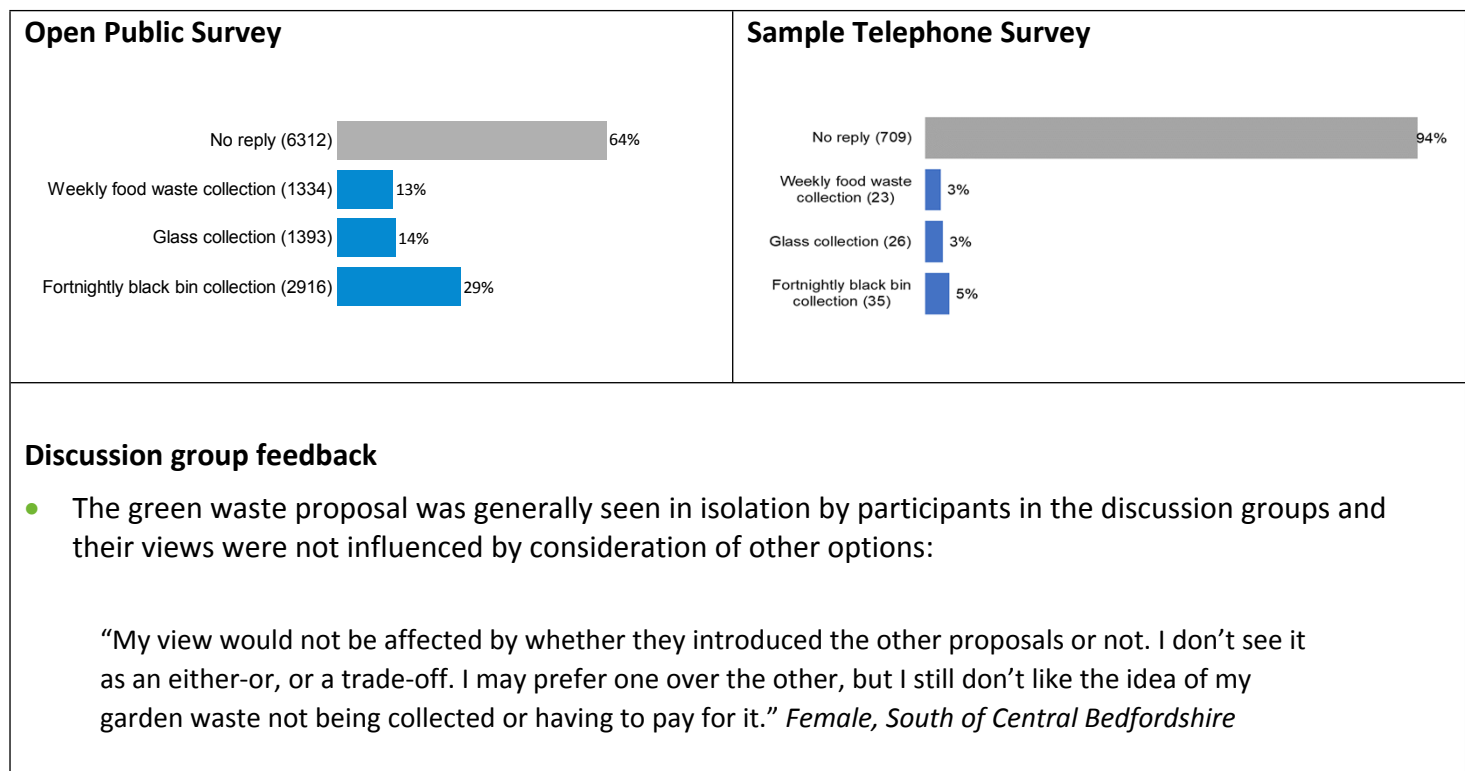 Open Public Survey
No reply (6312)
64%
Weekly food waste collection (1334)
13%
Glass collection (1393)
14%
Fortnightly black bin collection (2916)
29%
Sample Telephone Survey
No reply (709)
94%
Weekly food waste
collection (23)
3%
Glass collection (26)
3%
Fortnightly black bin
collection (35)
5%
Discussion group feedback
• The green waste proposal was generally seen in isolation by participants in the discussion groups and
their views were not influenced by consideration of other options:
“My view would not be affected by whether they introduced the other proposals or not. I don’t see it
as an either-or, or a trade-off. I may prefer one over the other, but I still don’t like the idea of my
garden waste not being collected or having to pay for it.” Female, South of Central Bedfordshire